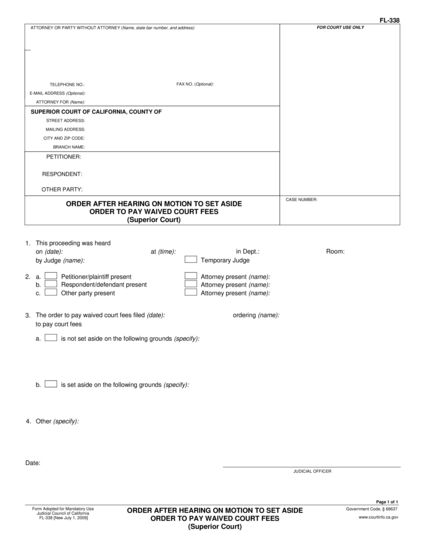 FL-338
ATTORNEY OR PARTY WITHOUT ATTORNEY (Name, state bar number, and address):
FOR COURT USE ONLY
TELEPHONE NO.: FAX NO. (Optional):
E-MAIL ADDRESS (Optional):
ATTORNEY FOR (Name):
SUPERIOR COURT OF CALIFORNIA, COUNTY OF
STREET ADDRESS:
MAILING ADDRESS:
CITY AND ZIP CODE:
BRANCH NAME:
PETITIONER:
RESPONDENT:
OTHER PARTY:
ORDER AFTER HEARING ON MOTION TO SET ASIDE
ORDER TO PAY WAIVED COURT FEES
(Superior Court)
CASE NUMBER:
1. This proceeding was heard
on (date): at (time): in Dept.: Room:
by Judge (name): Temporary Judge
2. a. Petitioner/plaintiff present Attorney present (name):
b. Respondent/defendant present Attorney present (name):
c. Other party present Attorney present (name):
3. The order to pay waived court fees filed (date): ordering (name):
to pay court fees
a. is not set aside on the following grounds (specify):
b. is set aside on the following grounds (specify):
4. Other (specify):
Date:
JUDICIAL OFFICER
Page 1 of 1
Form Adopted for Mandatory Use
Judicial Council of California
FL-338 [New July 1, 2009]
ORDER AFTER HEARING ON MOTION TO SET ASIDE
ORDER TO PAY WAIVED COURT FEES
(Superior Court)
Government Code, § 68637
www.courtinfo.ca.gov